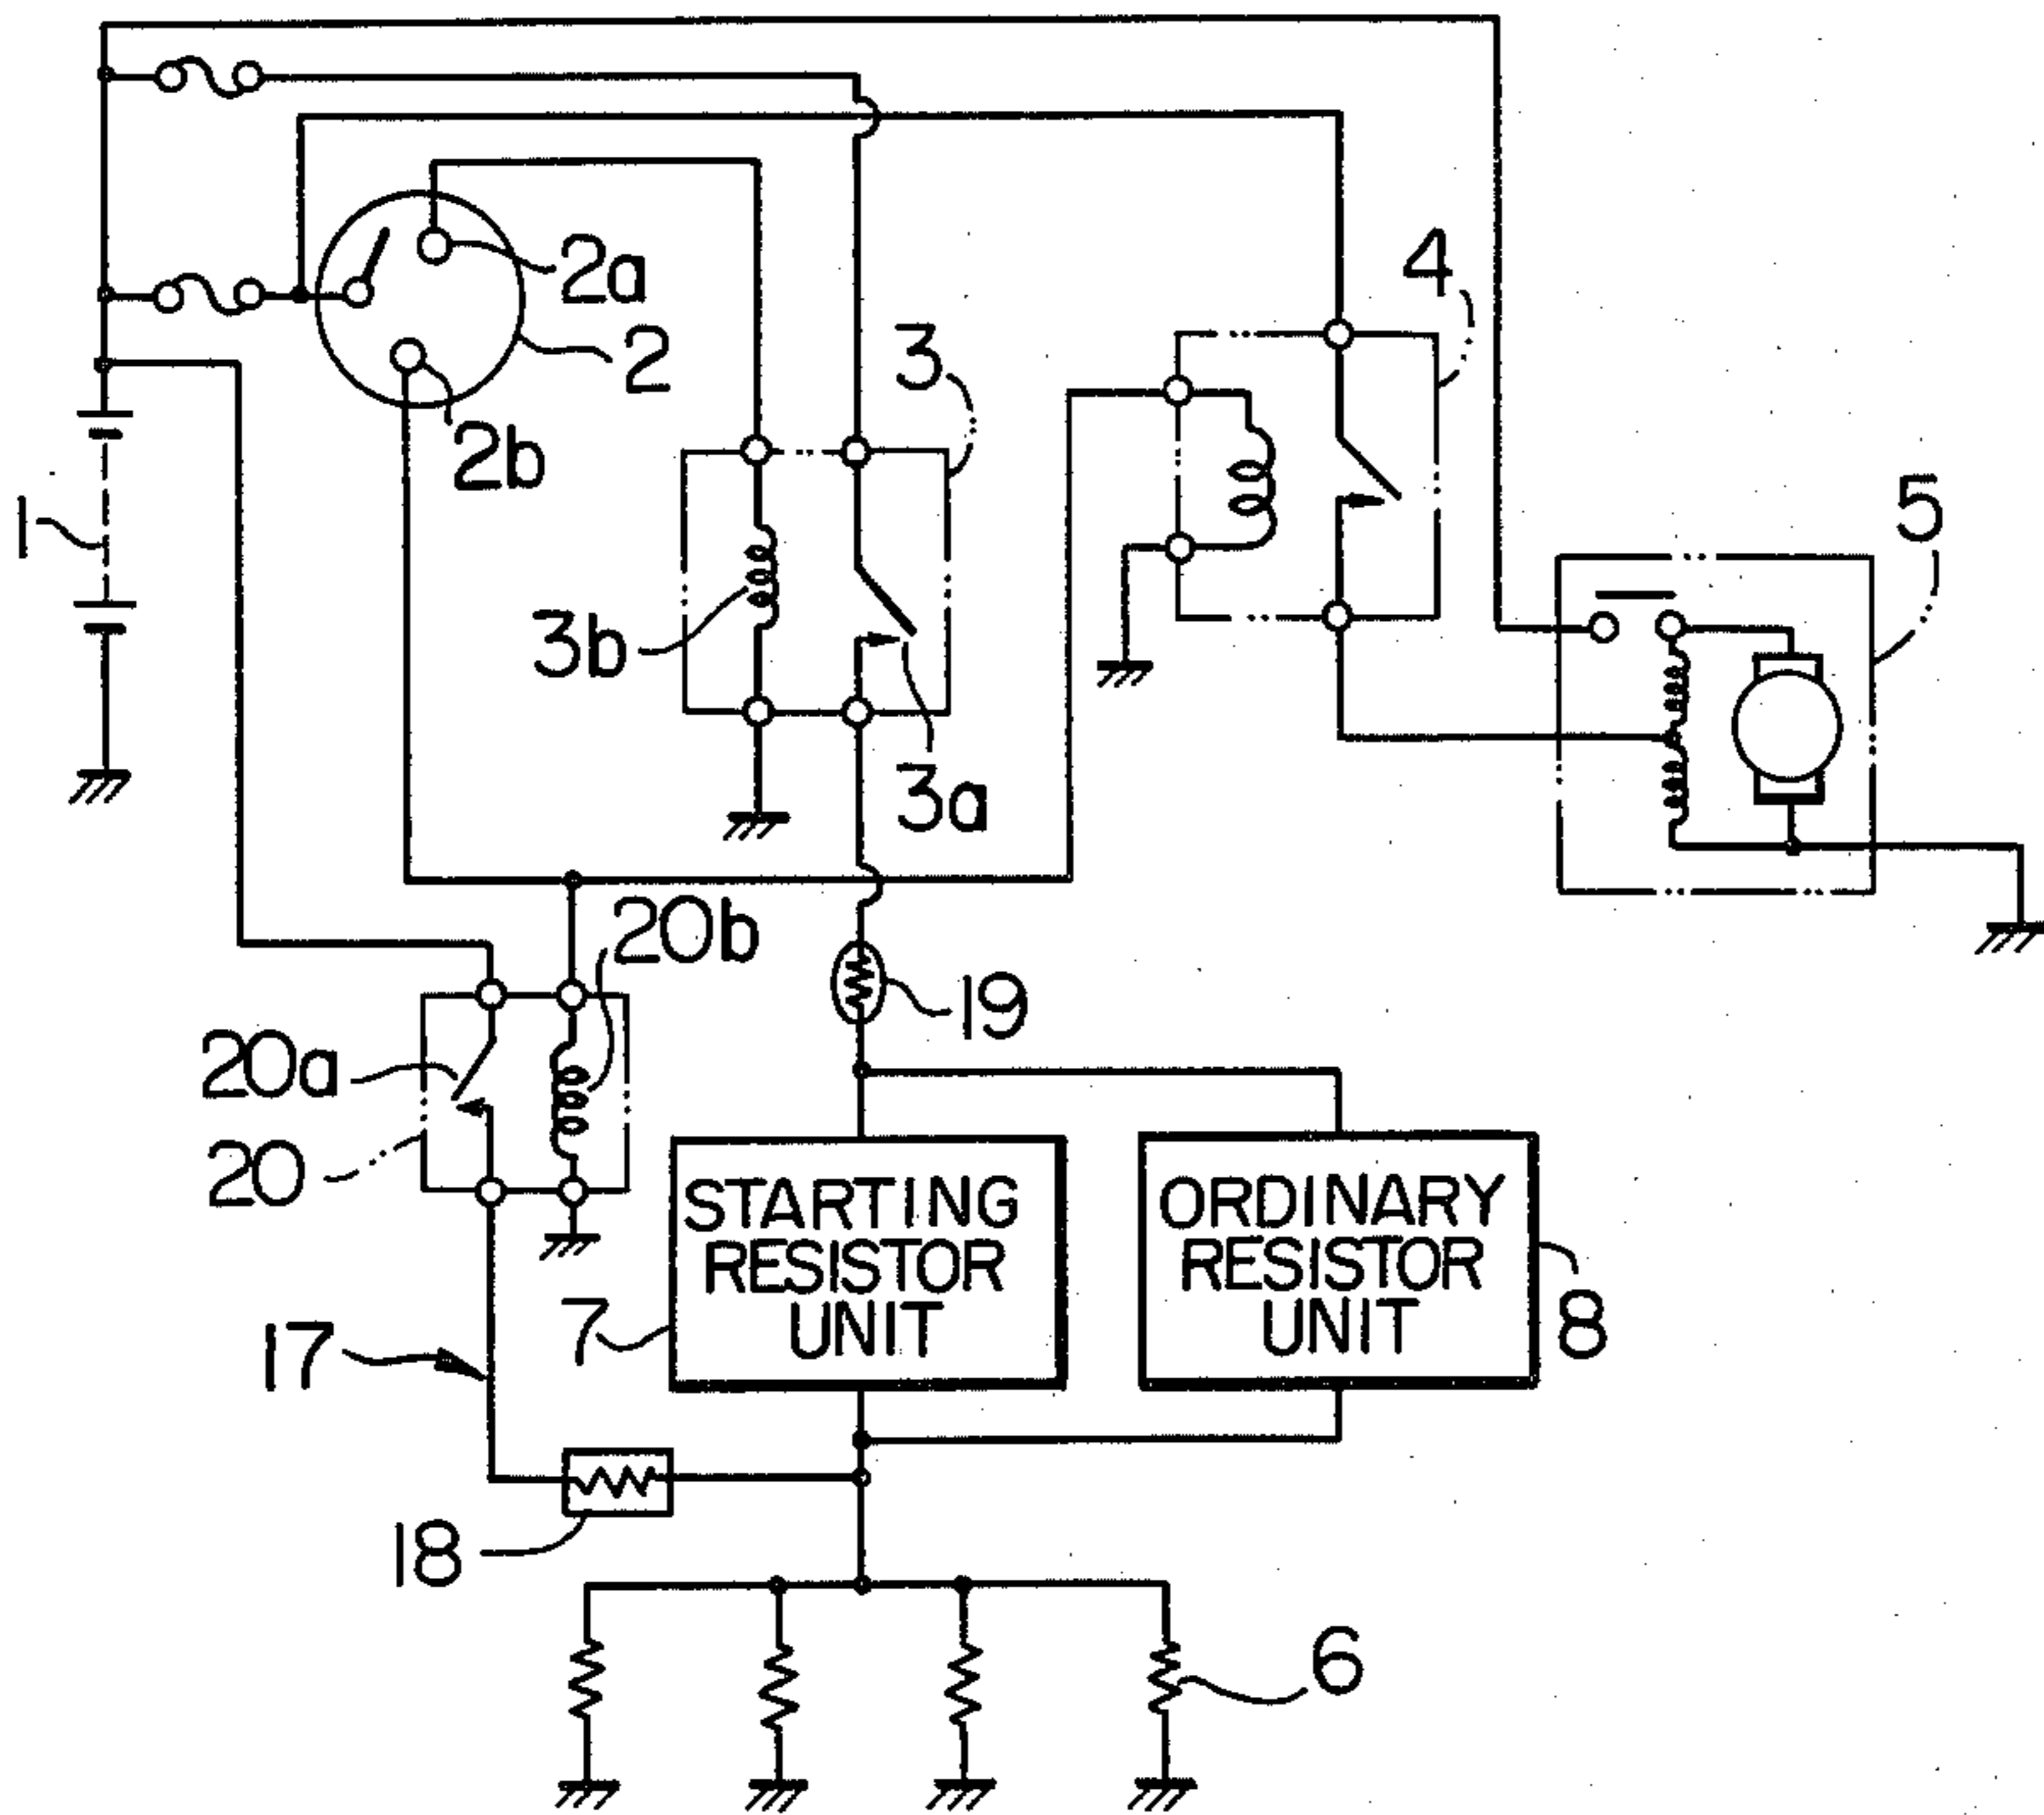 2a
2
4
3
2b
1
5
3b
3a
20b
19
20a
20
STARTING
RESISTOR
UNIT
ORDINARY
RESISTOR
UNIT
17
7
8
18
6